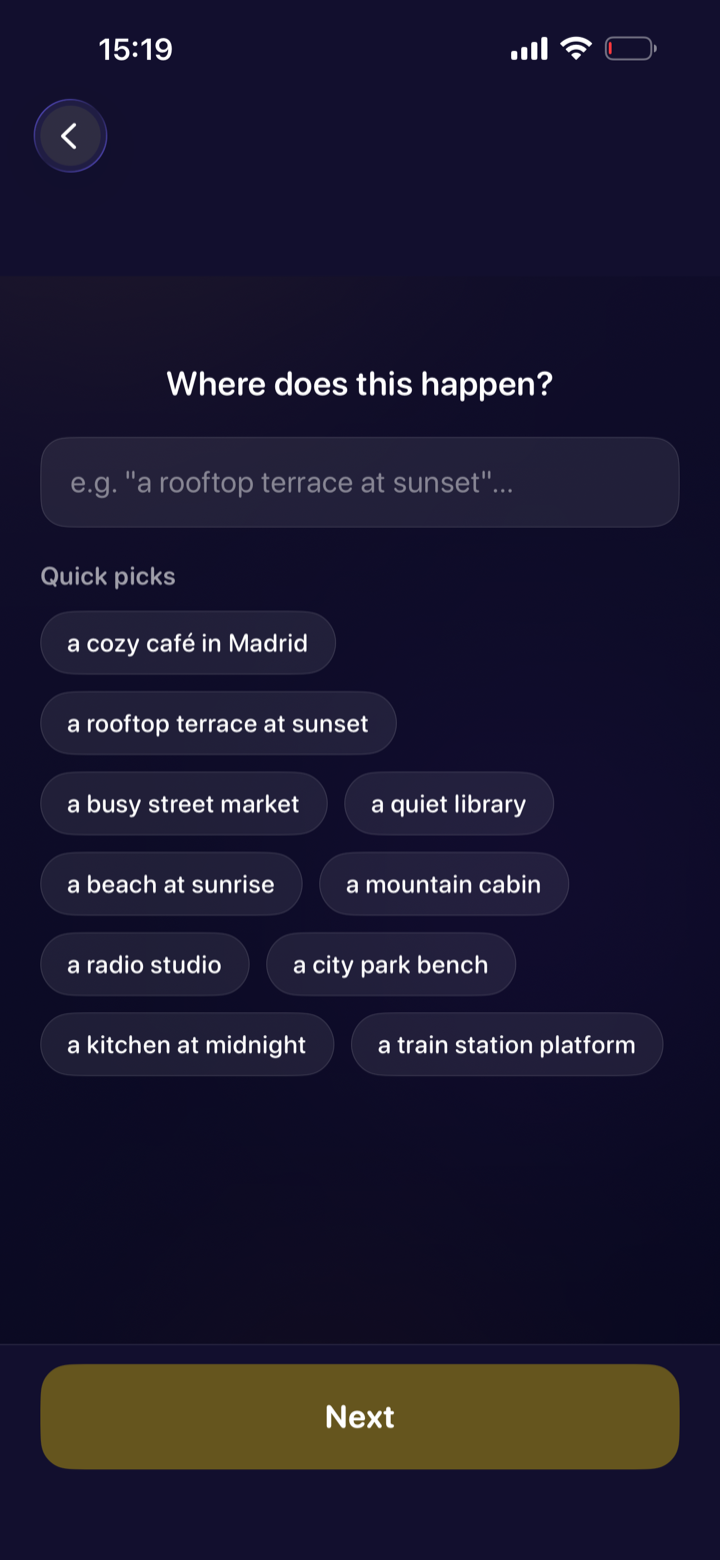 15:19
Where does this happen?
e.g. "a rooftop terrace at sunset"...
Quick picks
a cozy café in Madrid
a rooftop terrace at sunset
a busy street market
a quiet library
a beach at sunrise
a mountain cabin
a radio studio
a city park bench
a kitchen at midnight
a train station platform
Next